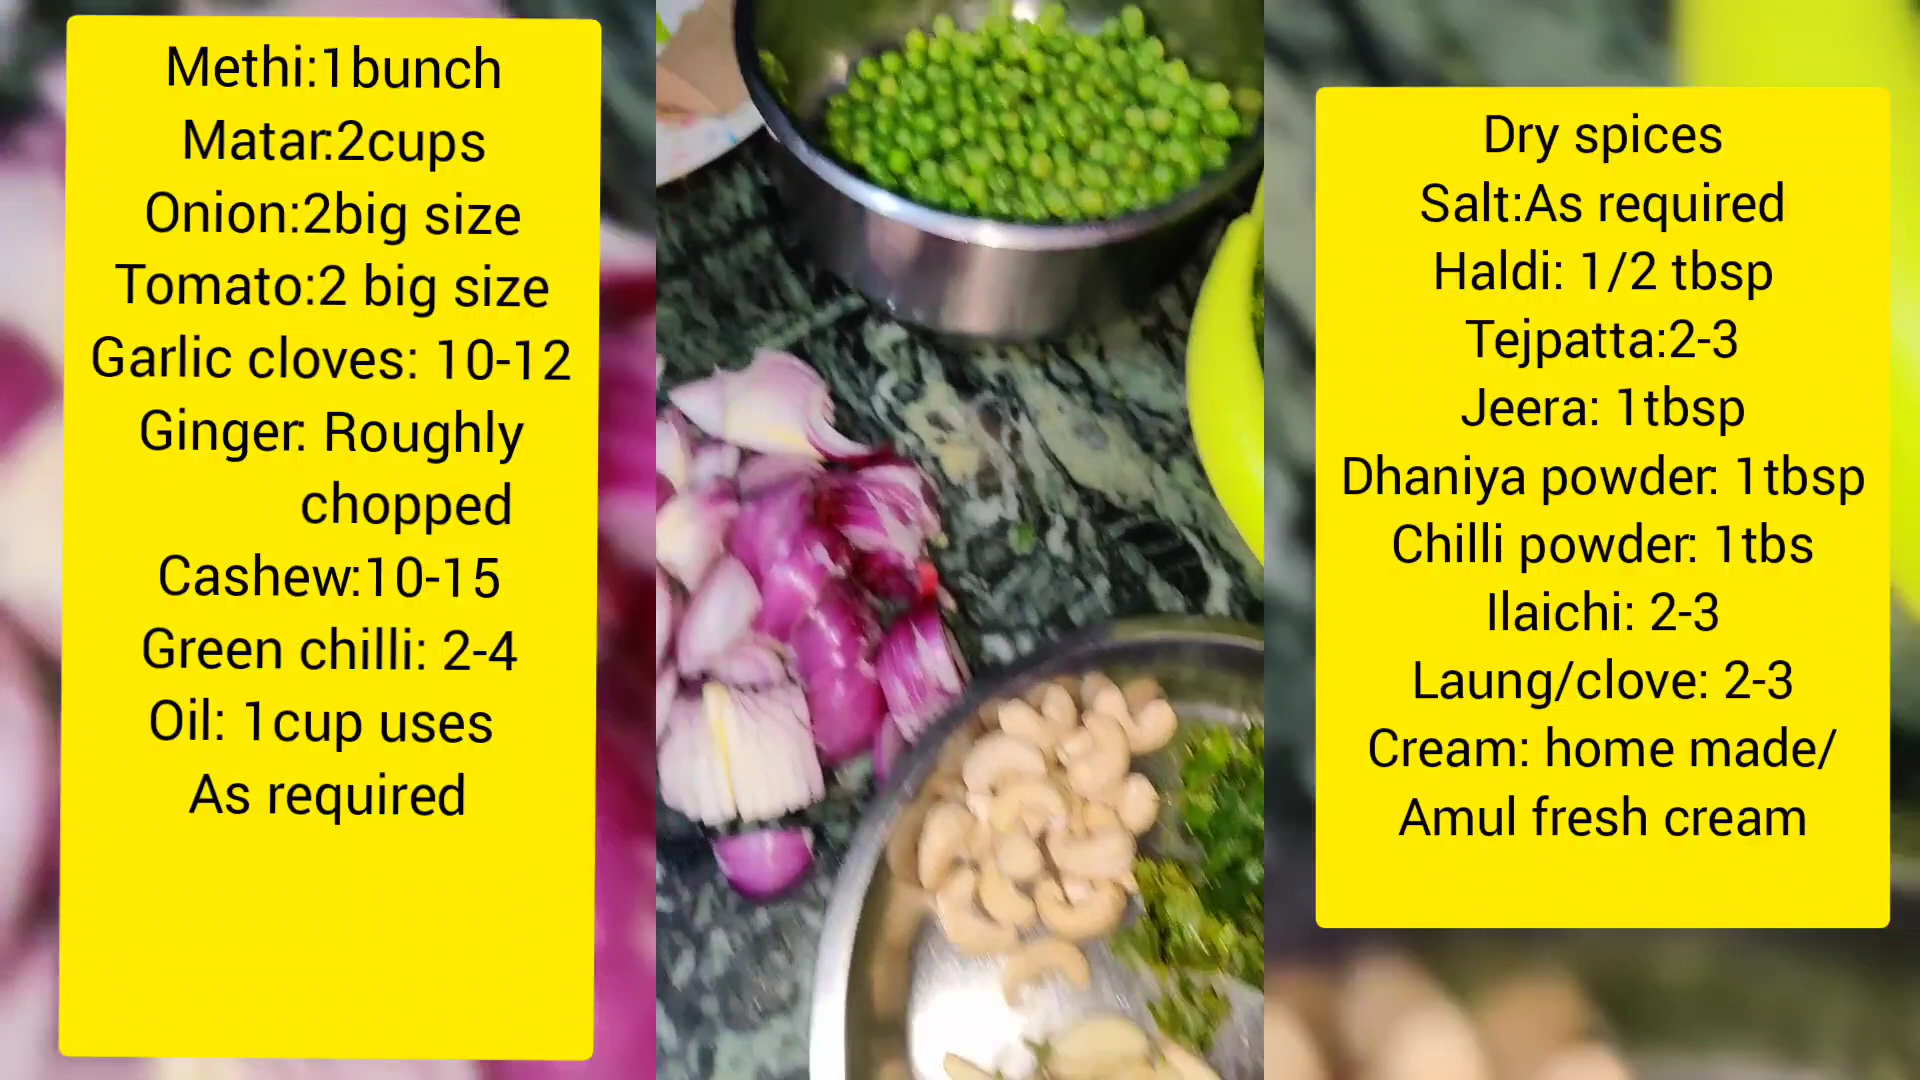 Methi:1bunch
Matar:2cups
Onion:2big size
Tomato:2 big size
Garlic cloves: 10-12
Ginger: Roughly
chopped
Cashew:10-15
Green chilli: 2-4
Oil: 1cup uses
As required
Dry spices
Salt:As required
Haldi: 1/2 tbsp
Tejpatta:2-3
Jeera: 1tbsp
Dhaniya powder: 1tbsp
Chilli powder: 1tbs
Ilaichi: 2-3
Laung/clove: 2-3
Cream: home made/
Amul fresh cream